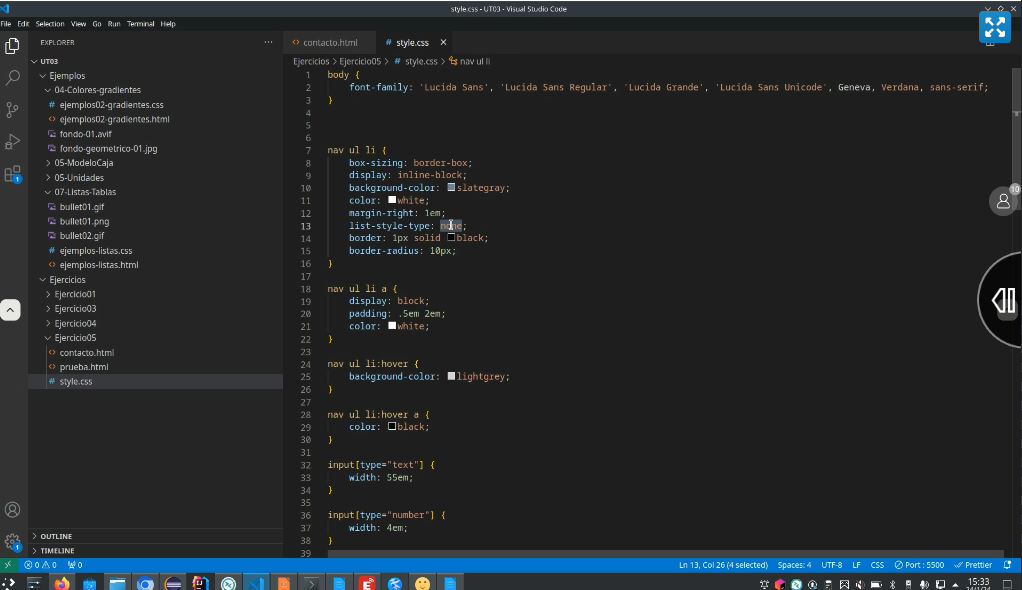 style.css - UT03 - Visual Studio Code
File Edit Selection View Go Run Terminal Help
EXPLORER
UT03
Ejemplos
04-Colores-gradientes
ejemplos02-gradientes.css
ejemplos02-gradientes.html
fondo-01.avif
fondo-geometrico-01.jpg
05-ModeloCaja
05-Unidades
07-Listas-Tablas
bullet01.gif
bullet01.png
bullet02.gif
ejemplos-listas.css
ejemplos-listas.html
Ejercicios
Ejercicio01
Ejercicio03
Ejercicio04
Ejercicio05
contacto.html
prueba.html
style.css
OUTLINE
TIMELINE
contacto.html style.css
Ejercicios > Ejercicio05 > # style.css > nav ul li
1 body {
2 font-family: 'Lucida Sans', 'Lucida Sans Regular', 'Lucida Grande', 'Lucida Sans Unicode', Geneva, Verdana, sans-serif;
3 }
4
5
6
7 nav ul li {
8 box-sizing: border-box;
9 display: inline-block;
10 background-color: slategray;
11 color: white;
12 margin-right: 1em;
13 list-style-type: none;
14 border: 1px solid black;
15 border-radius: 10px;
16 }
17
18 nav ul li a {
19 display: block;
20 padding: .5em 2em;
21 color: white;
22 }
23
24 nav ul li:hover {
25 background-color: lightgrey;
26 }
27
28 nav ul li:hover a {
29 color: black;
30 }
31
32 input[type="text"] {
33 width: 55em;
34 }
35
36 input[type="number"] {
37 width: 4em;
38 }
39
10
1
1
0 0 0
Ln 13, Col 26 (4 selected) Spaces: 4 UTF-8 LF CSS Port : 5500 Prettier
15:33